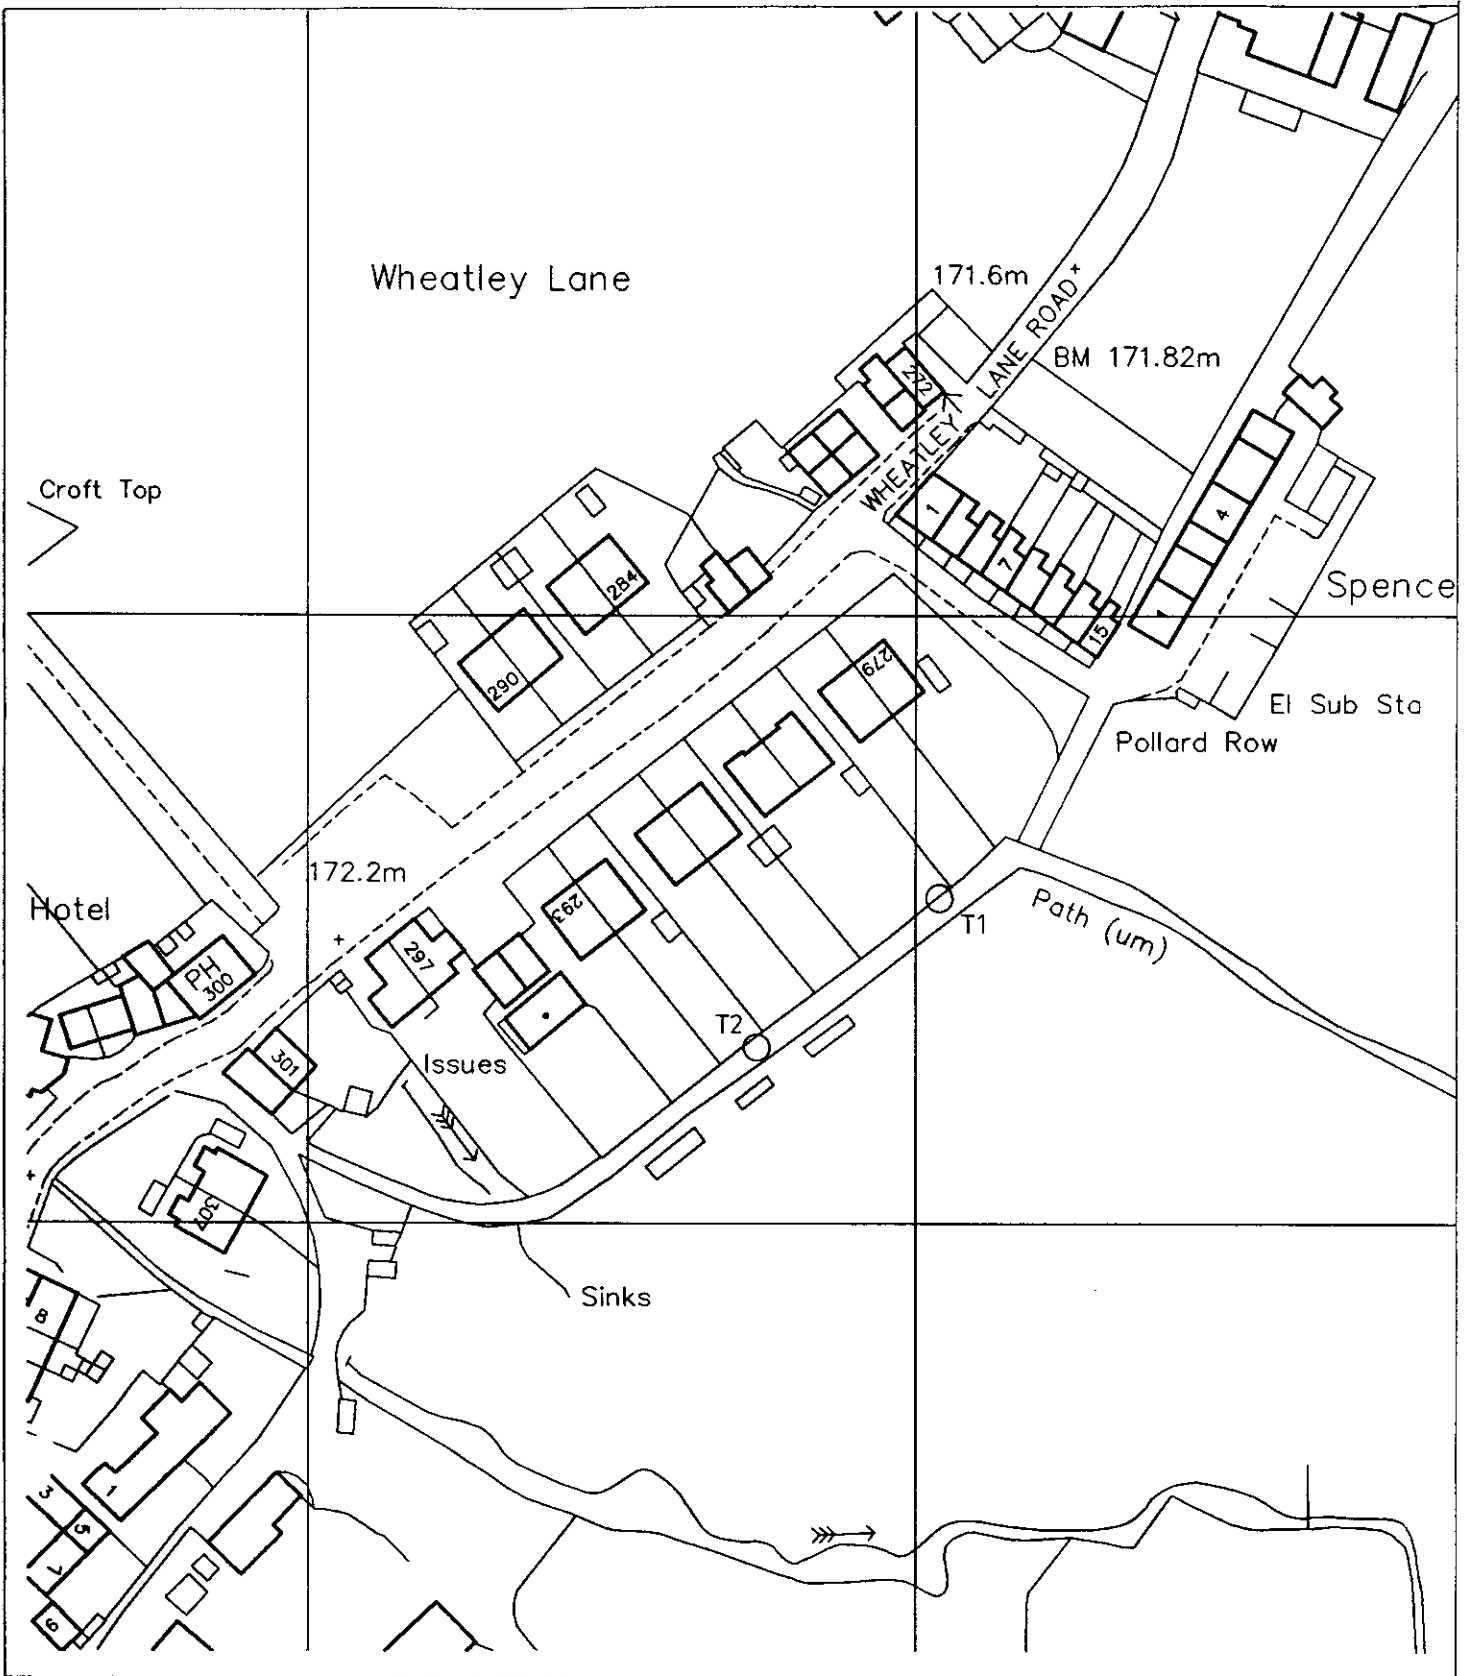 Wheatley Lane
171.6m
WHEATLEY LANE ROAD
BM 171.82m
272
Croft Top
1
4
7
284
Spence
1
15
290
279
El Sub Sta
Pollard Row
172.2m
Hotel
293
Path (um)
T1
297
PH
300
T2
301
Issues
307
Sinks
8
1
3
5
7
9